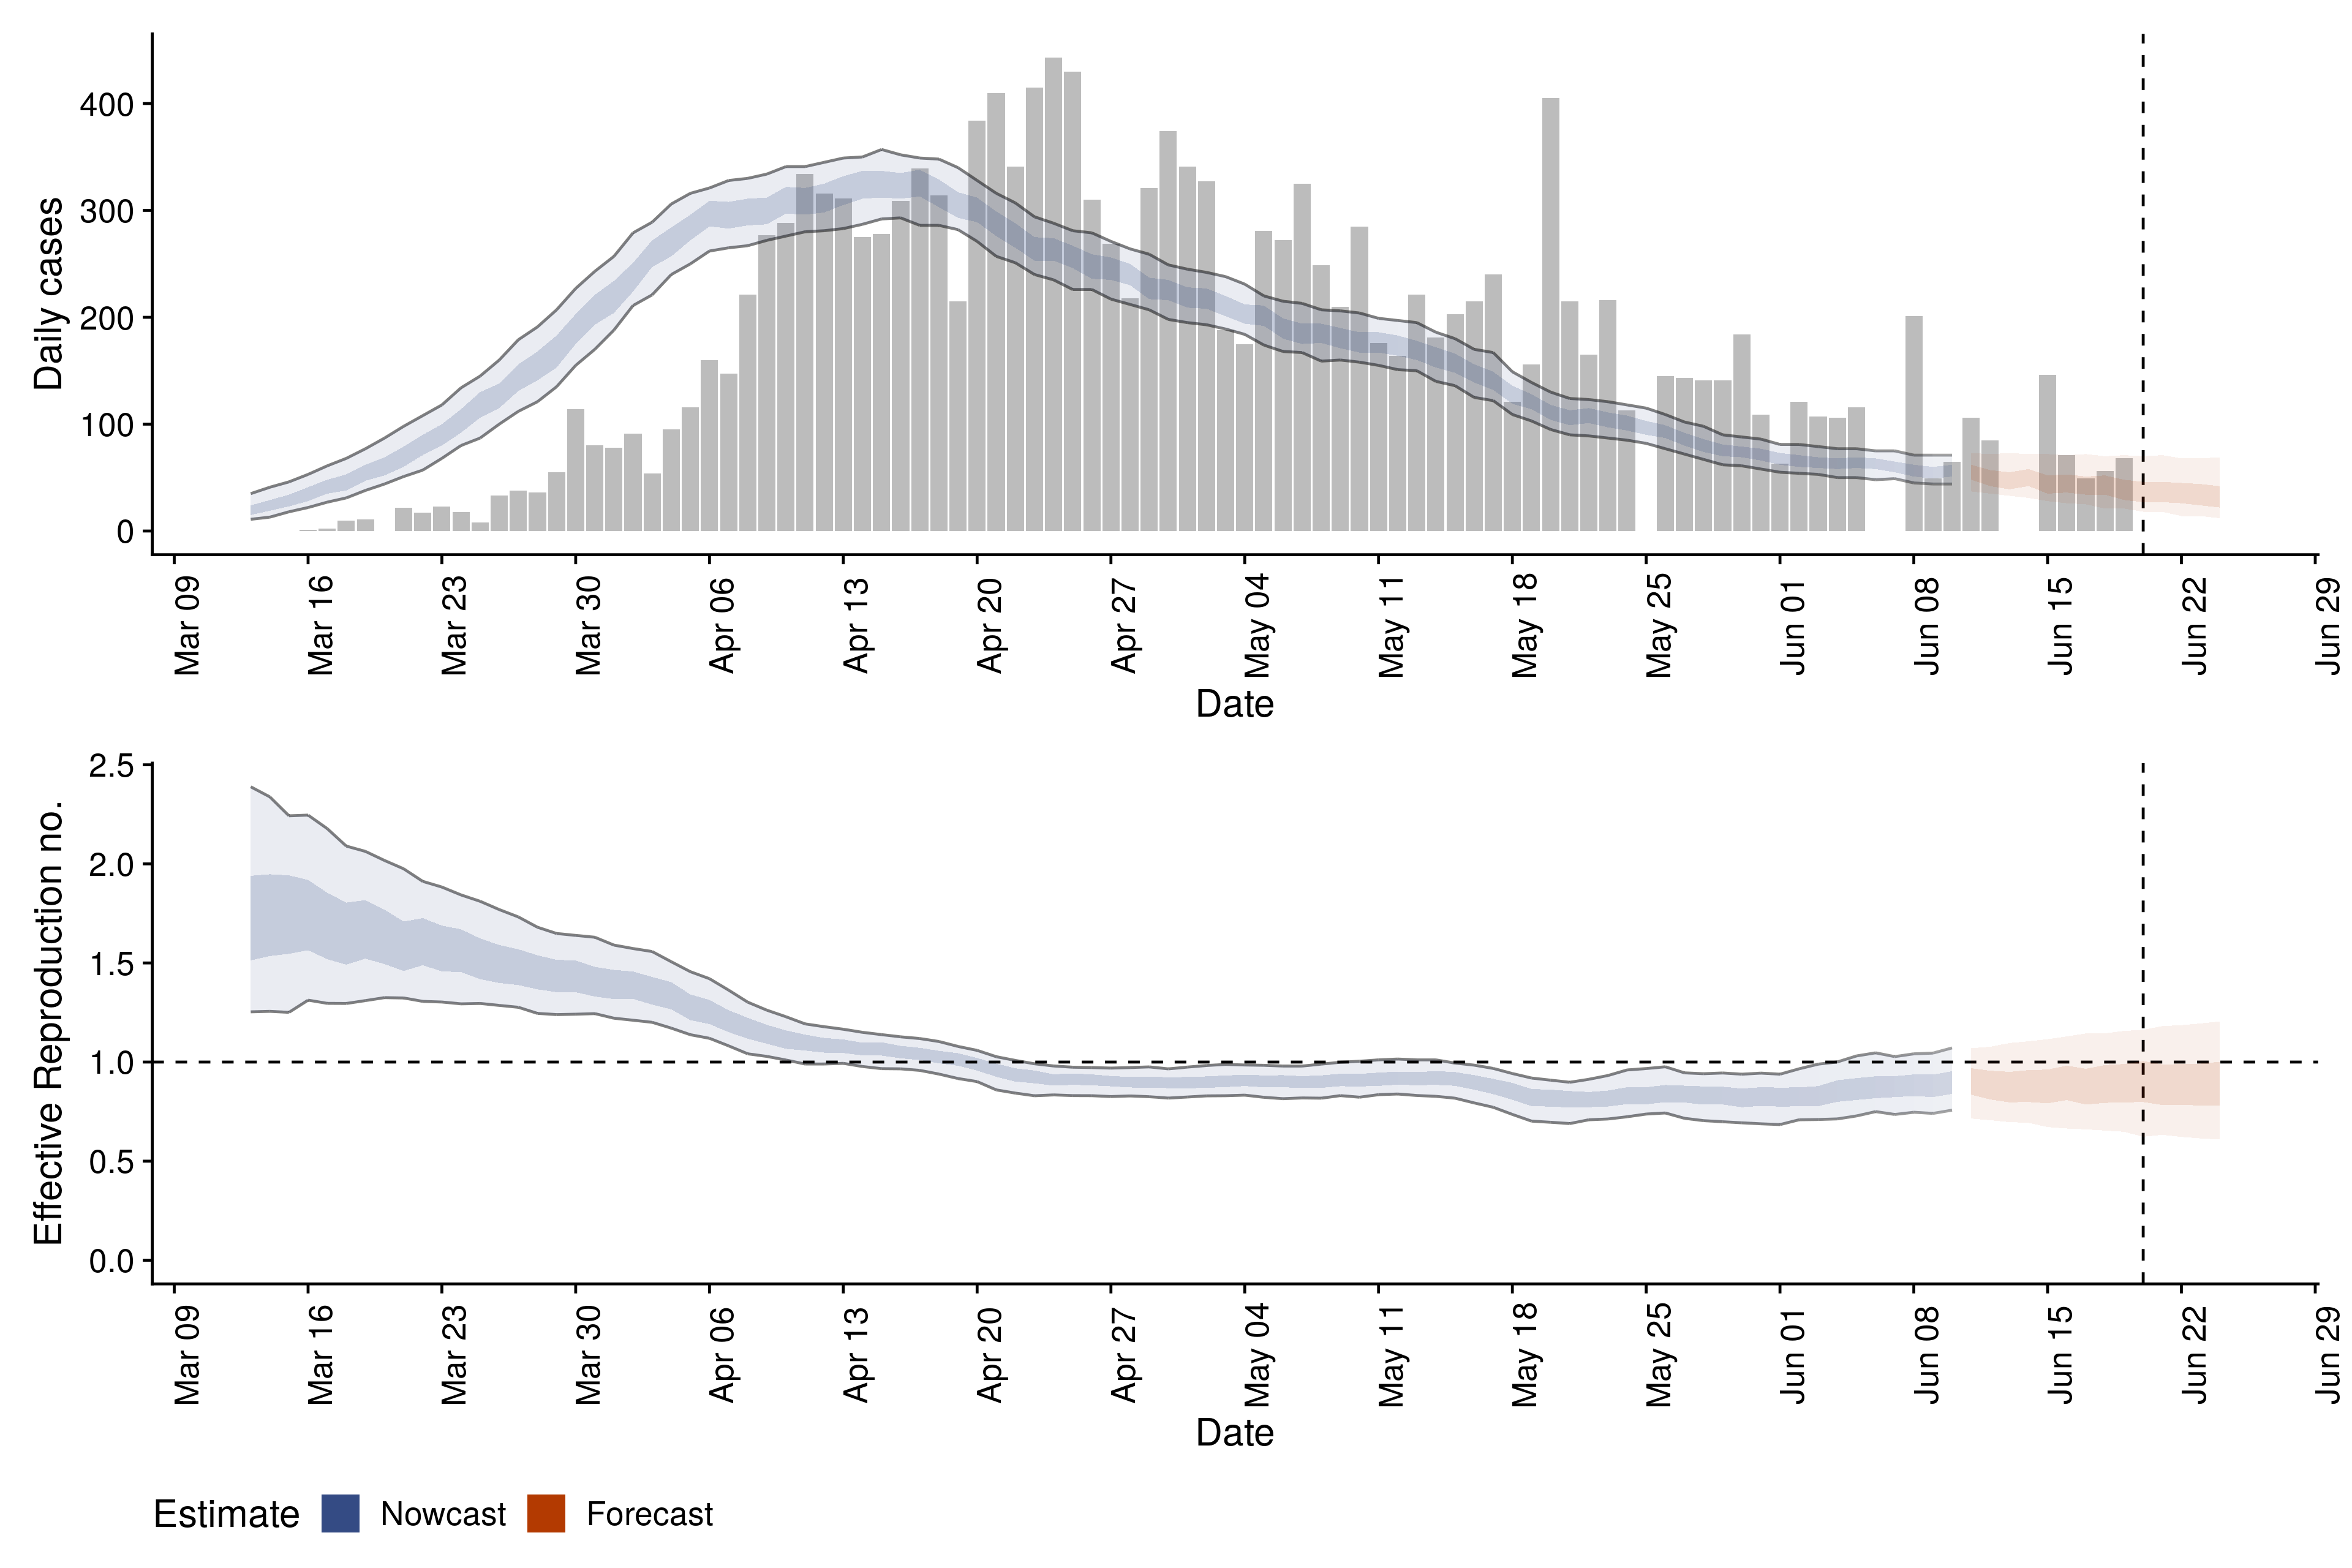 Daily cases
400
300
200
100
0
Mar 09
Mar 16
Mar 23
Mar 30
Apr 06
Apr 13
Apr 20
Apr 27
May 04
May 11
May 18
May 25
Jun 01
Jun 08
Jun 15
Jun 22
Jun 29
Date
Effective Reproduction no.
2.5
2.0
1.5
1.0
0.5
0.0
Mar 09
Mar 16
Mar 23
Mar 30
Apr 06
Apr 13
Apr 20
Apr 27
May 04
May 11
May 18
May 25
Jun 01
Jun 08
Jun 15
Jun 22
Jun 29
Date
Estimate Nowcast Forecast